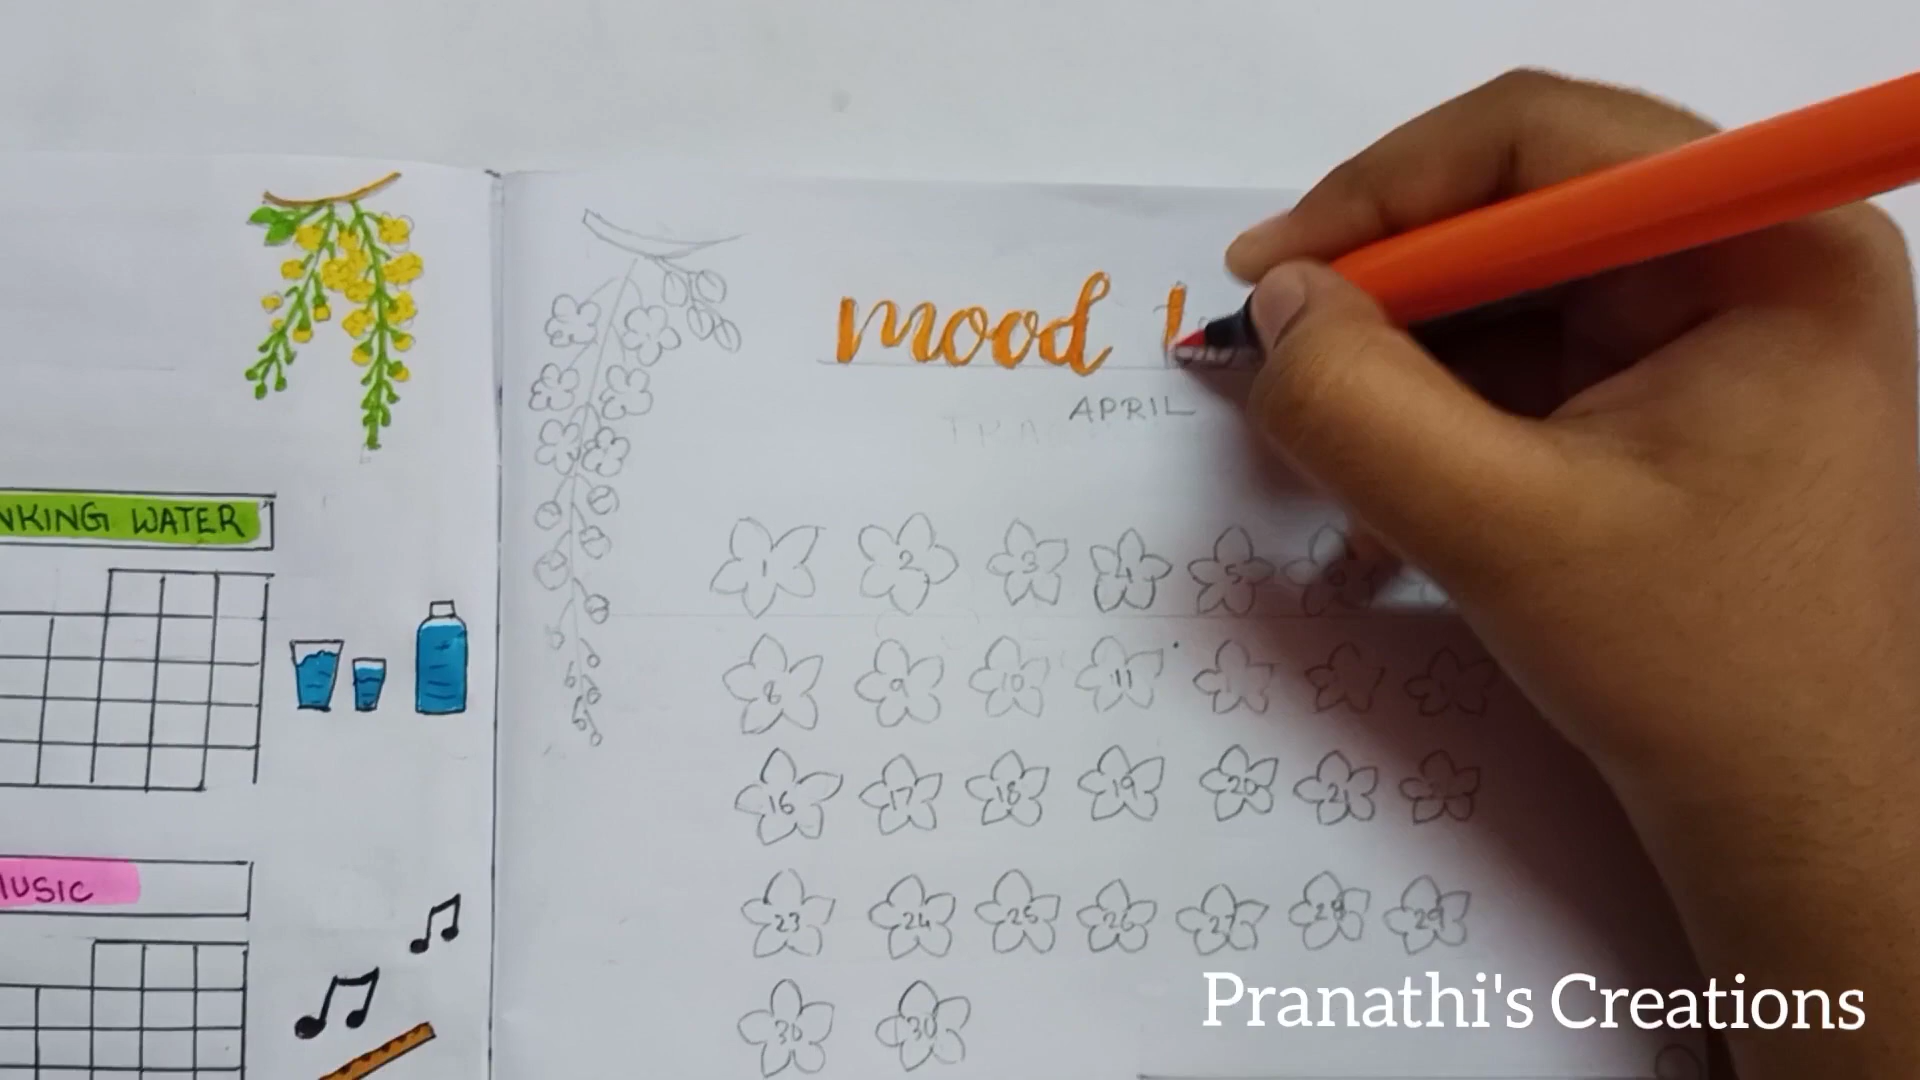 mood t
APRIL
NKING WATER
1 2 3 4 5
8 9 10 11
16 17 18 19 20 21
23 24 25 26 27 28 29
30 30
MUSIC
Pranathi's Creations